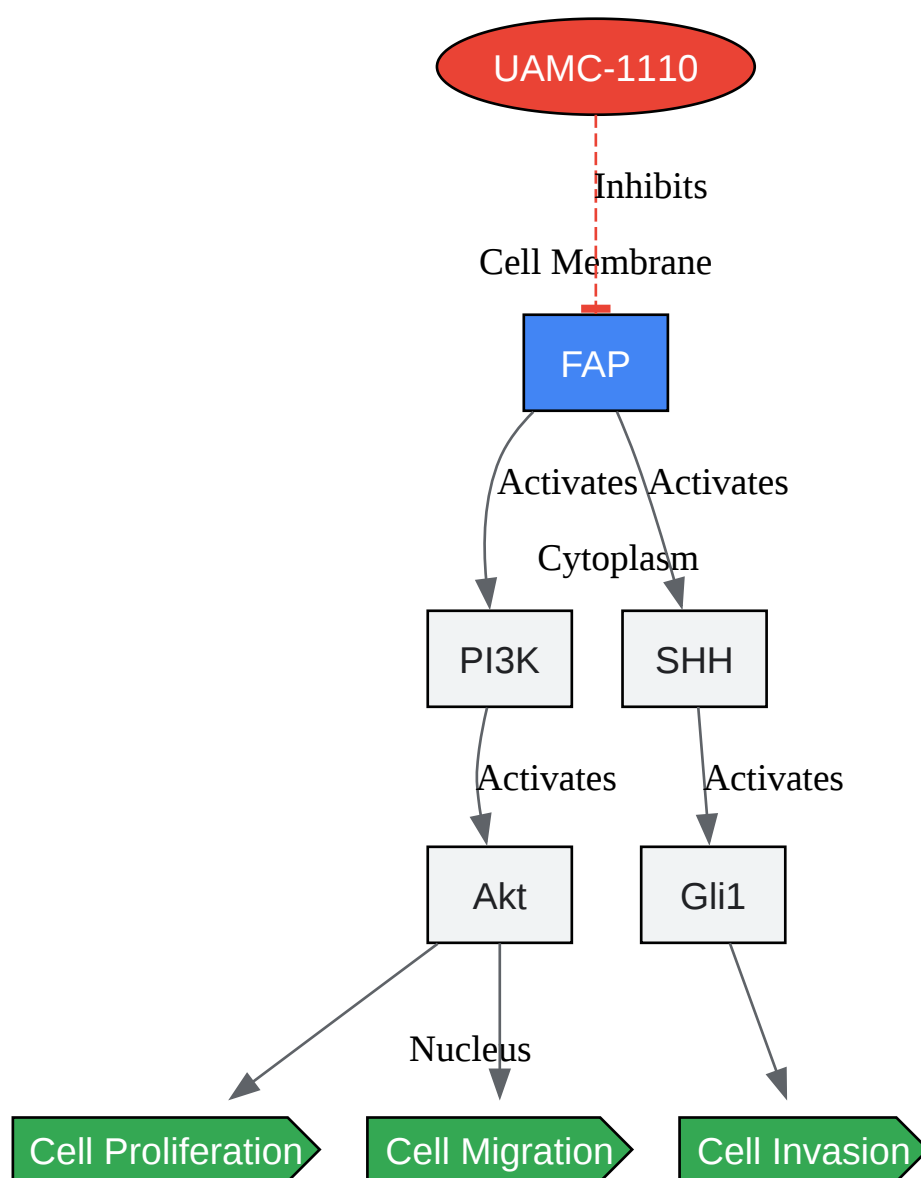 UAMC-1110
Inhibits
Cell Membrane
FAP
Activates Activates
Cytoplasm
PI3K SHH
Activates Activates
Akt Gli1
Nucleus
Cell Proliferation Cell Migration Cell Invasion